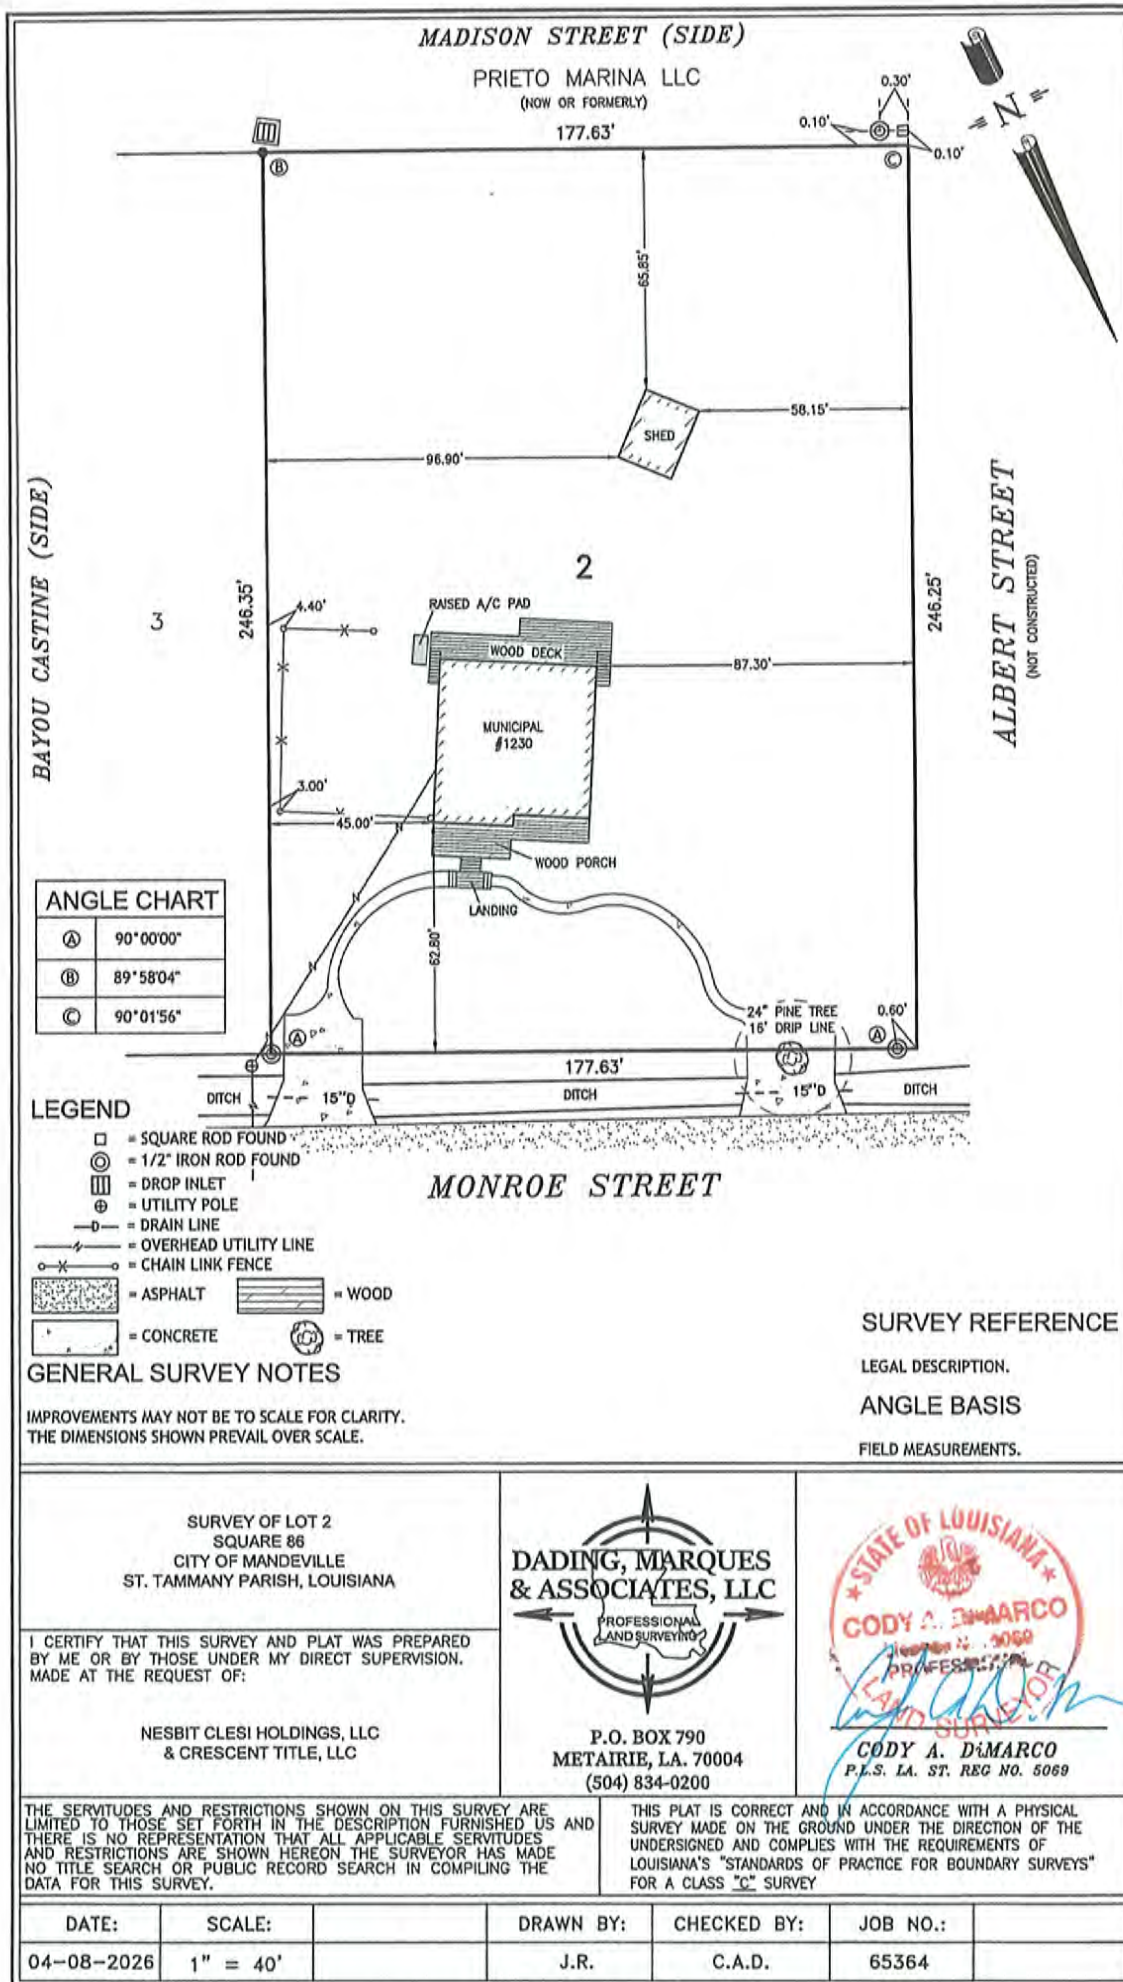 MADISON STREET (SIDE)
PRIETO MARINA LLC
(NOW OR FORMERLY)
177.63'
0.30'
0.10'
0.10'
N
B
C
65.85'
58.15'
SHED
96.90'
BAYOU CASTINE (SIDE)
3
246.35'
2
246.25'
ALBERT STREET
(NOT CONSTRUCTED)
4.40'
RAISED A/C PAD
WOOD DECK
87.30'
MUNICIPAL
#1230
3.00'
45.00'
WOOD PORCH
LANDING
62.80'
ANGLE CHART
A 90°00'00"
B 89°58'04"
C 90°01'56"
24" PINE TREE
16' DRIP LINE
0.60'
A
A
177.63'
DITCH
15"D
DITCH
15"D
DITCH
MONROE STREET
LEGEND
= SQUARE ROD FOUND
= 1/2" IRON ROD FOUND
= DROP INLET
= UTILITY POLE
D = DRAIN LINE
= OVERHEAD UTILITY LINE
X = CHAIN LINK FENCE
= ASPHALT
= WOOD
= CONCRETE
= TREE
GENERAL SURVEY NOTES
IMPROVEMENTS MAY NOT BE TO SCALE FOR CLARITY.
THE DIMENSIONS SHOWN PREVAIL OVER SCALE.
SURVEY REFERENCE
LEGAL DESCRIPTION.
ANGLE BASIS
FIELD MEASUREMENTS.
SURVEY OF LOT 2
SQUARE 86
CITY OF MANDEVILLE
ST. TAMMANY PARISH, LOUISIANA
I CERTIFY THAT THIS SURVEY AND PLAT WAS PREPARED
BY ME OR BY THOSE UNDER MY DIRECT SUPERVISION.
MADE AT THE REQUEST OF:
NESBIT CLESI HOLDINGS, LLC
& CRESCENT TITLE, LLC
DADING, MARQUES
& ASSOCIATES, LLC
PROFESSIONAL
LAND SURVEYING
P.O. BOX 790
METAIRIE, LA. 70004
(504) 834-0200
STATE OF LOUISIANA
CODY A. DiMARCO
5069
PROFESSIONAL
LAND SURVEYOR
CODY A. DiMARCO
P.L.S. LA. ST. REG NO. 5069
THE SERVITUDES AND RESTRICTIONS SHOWN ON THIS SURVEY ARE
LIMITED TO THOSE SET FORTH IN THE DESCRIPTION FURNISHED US AND
THERE IS NO REPRESENTATION THAT ALL APPLICABLE SERVITUDES
AND RESTRICTIONS ARE SHOWN HEREON THE SURVEYOR HAS MADE
NO TITLE SEARCH OR PUBLIC RECORD SEARCH IN COMPILING THE
DATA FOR THIS SURVEY.
THIS PLAT IS CORRECT AND IN ACCORDANCE WITH A PHYSICAL
SURVEY MADE ON THE GROUND UNDER THE DIRECTION OF THE
UNDERSIGNED AND COMPLIES WITH THE REQUIREMENTS OF
LOUISIANA'S "STANDARDS OF PRACTICE FOR BOUNDARY SURVEYS"
FOR A CLASS "C" SURVEY
DATE: SCALE: DRAWN BY: CHECKED BY: JOB NO.:
04-08-2026 1" = 40' J.R. C.A.D. 65364